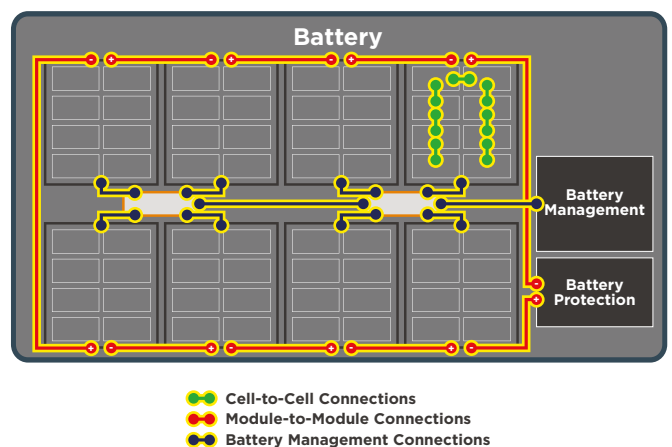 Battery
- + - + - + - +
Battery
Management
Battery
Protection
-
+
+ - + - + - + -
Cell-to-Cell Connections
Module-to-Module Connections
Battery Management Connections